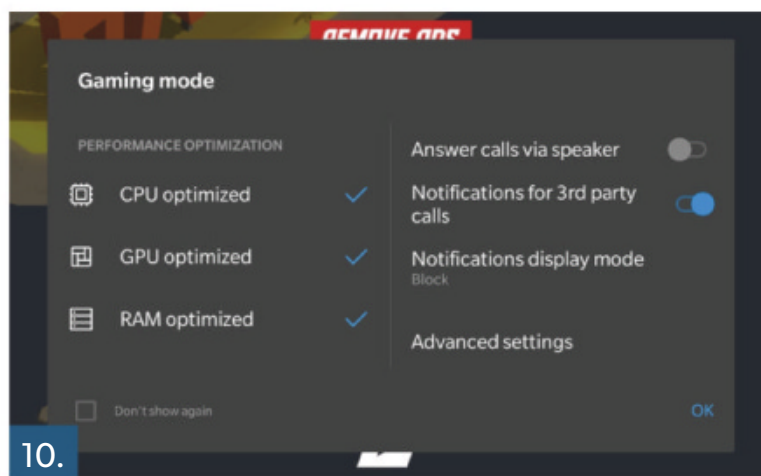 REMOVE ADS
Gaming mode
PERFORMANCE OPTIMIZATION
CPU optimized
GPU optimized
RAM optimized
Answer calls via speaker
Notifications for 3rd party
calls
Notifications display mode
Block
Advanced settings
Don't show again
OK
10.